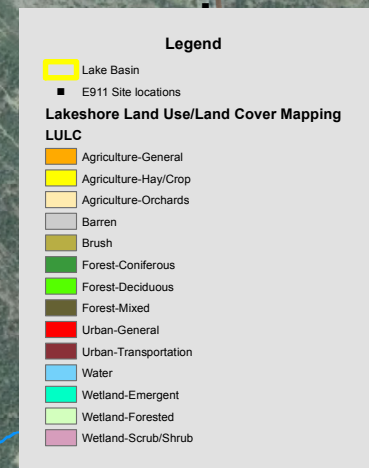 Legend
Lake Basin
E911 Site locations
Lakeshore Land Use/Land Cover Mapping
LULC
Agriculture-General
Agriculture-Hay/Crop
Agriculture-Orchards
Barren
Brush
Forest-Coniferous
Forest-Deciduous
Forest-Mixed
Urban-General
Urban-Transportation
Water
Wetland-Emergent
Wetland-Forested
Wetland-Scrub/Shrub